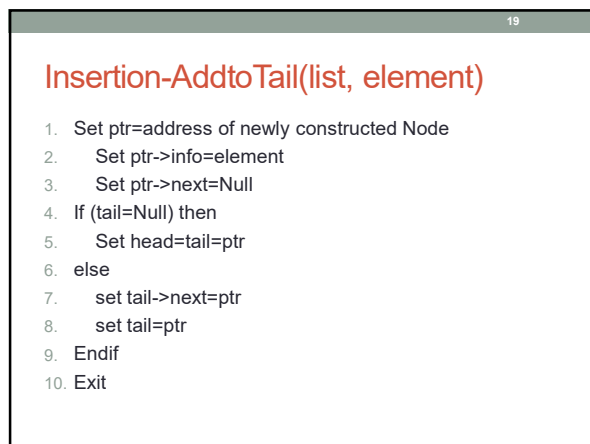 19
Insertion-AddtoTail(list, element)
1. Set ptr=address of newly constructed Node
2. Set ptr->info=element
3. Set ptr->next=Null
4. If (tail=Null) then
5. Set head=tail=ptr
6. else
7. set tail->next=ptr
8. set tail=ptr
9. Endif
10. Exit